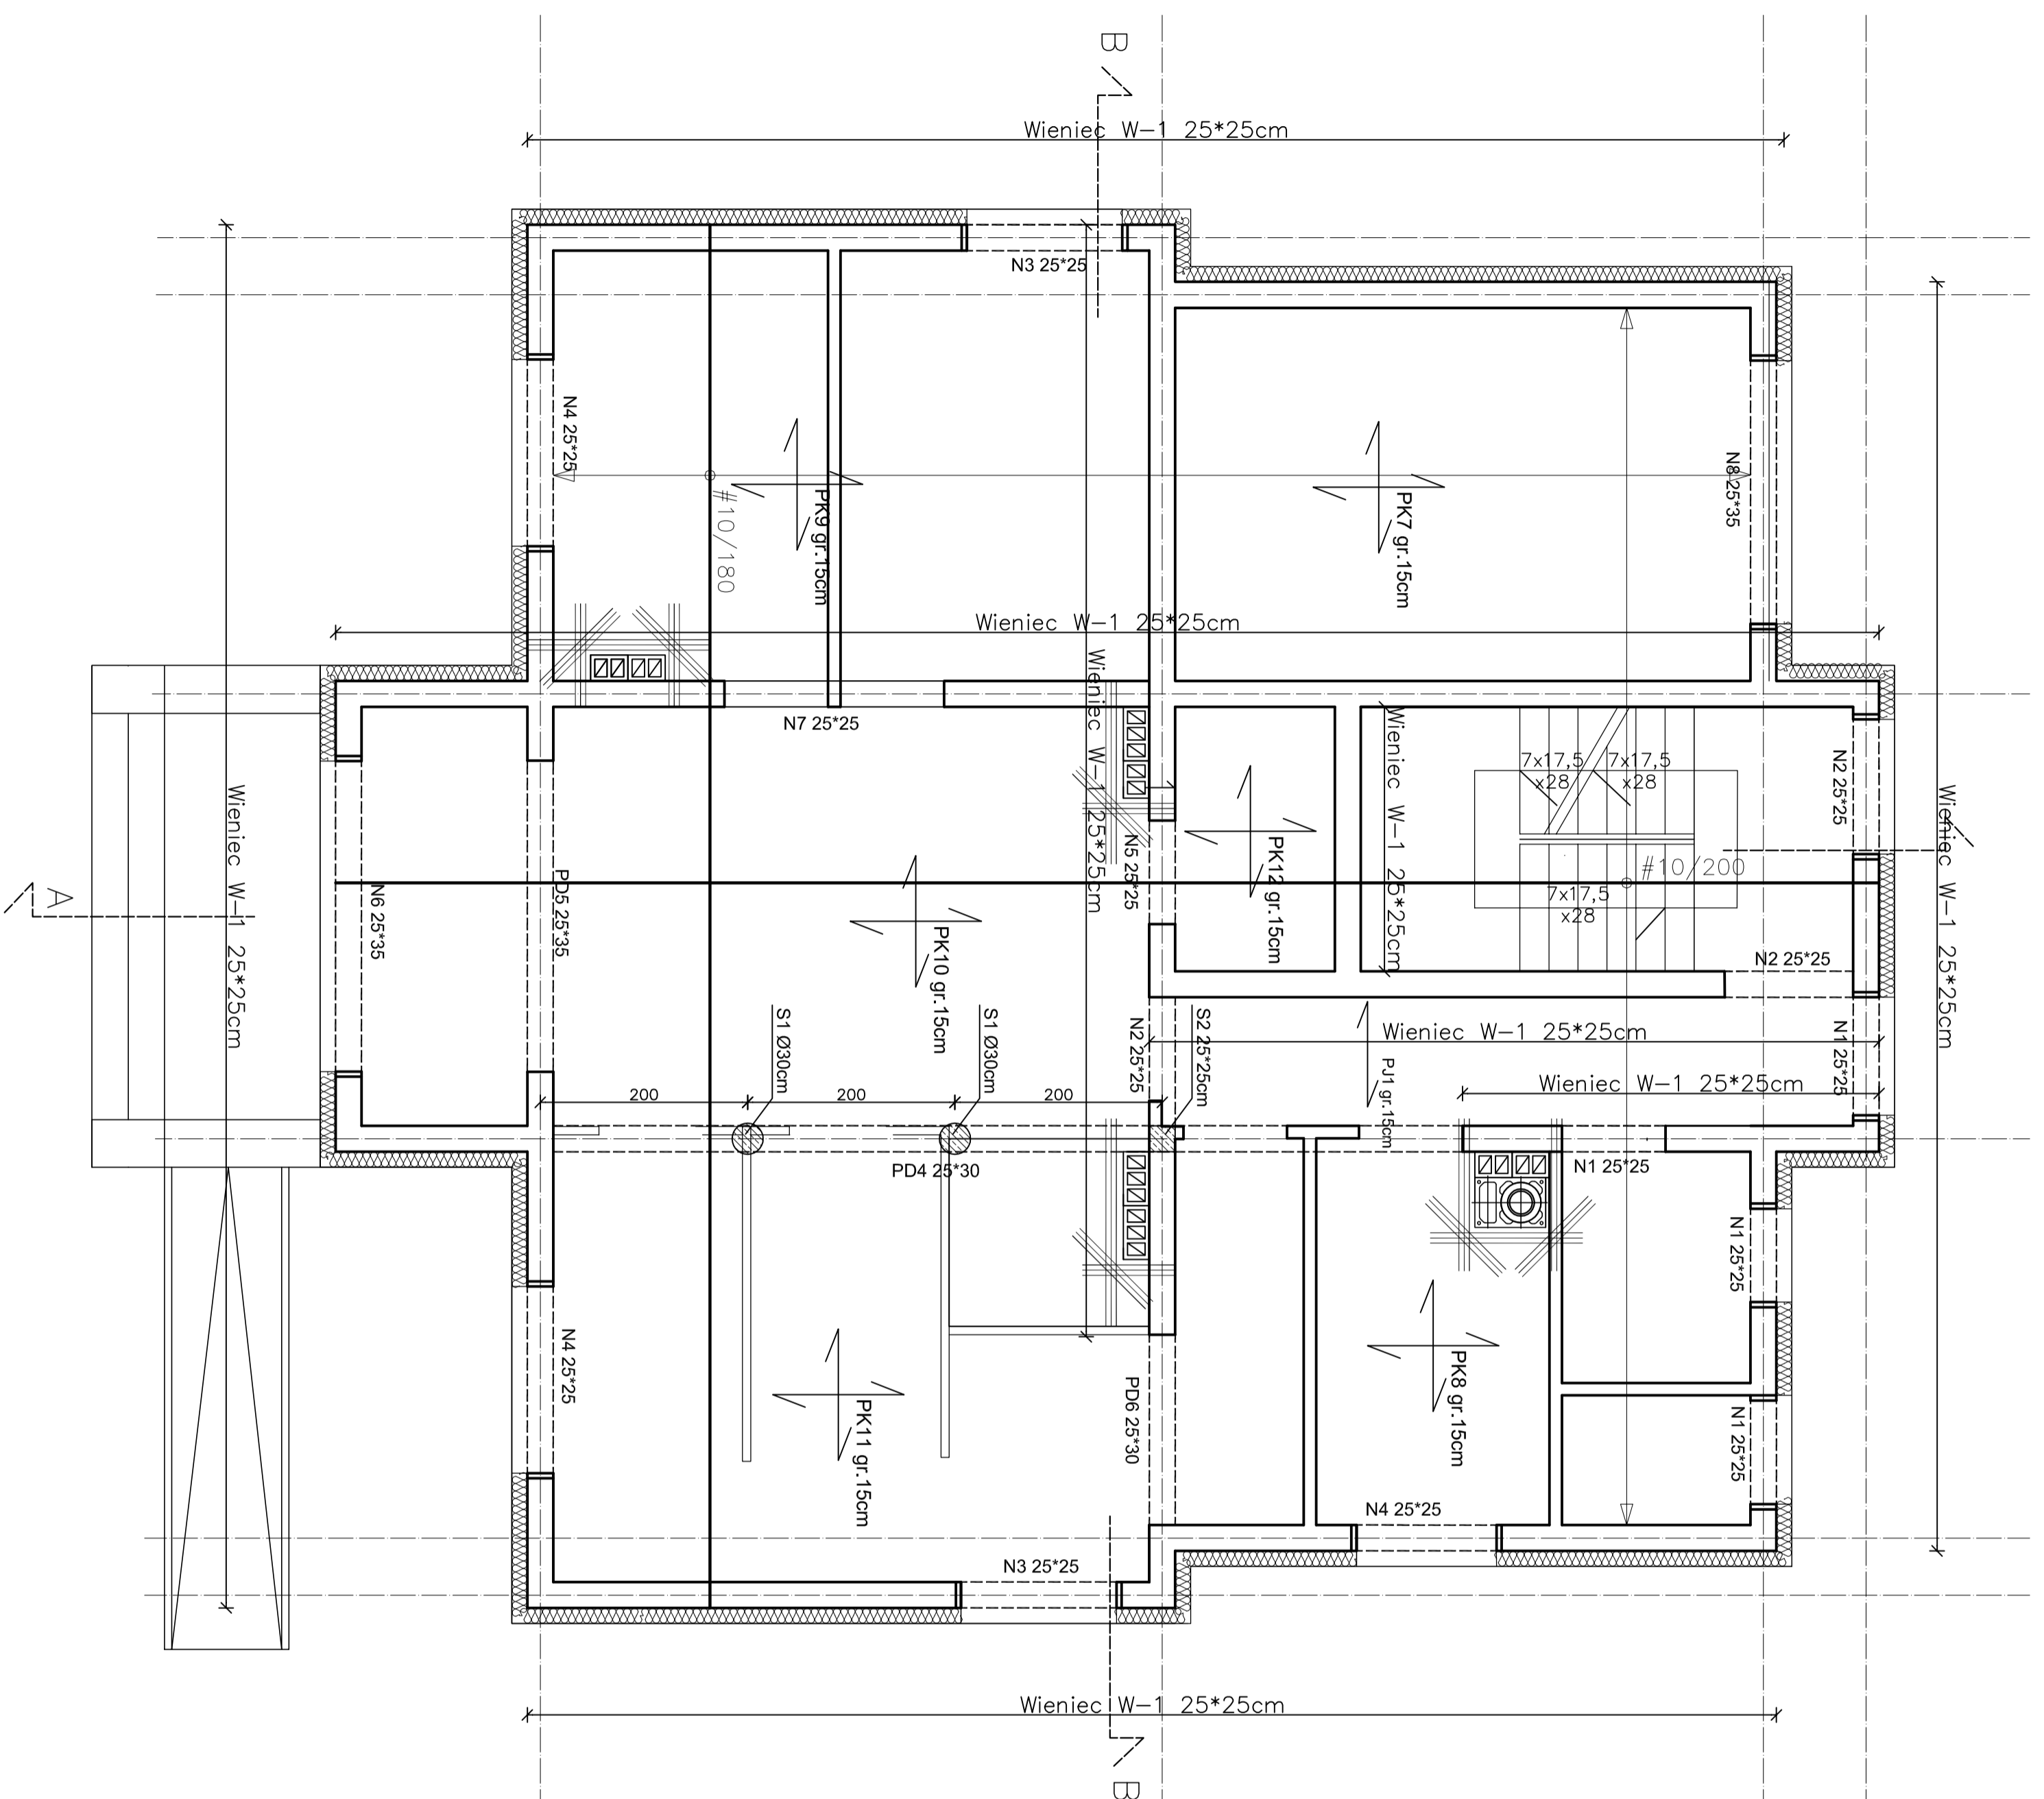 B
Wieniec W-1 25*25cm
N3 25*25
N4 25*25
PK9 gr.15cm
#10/180
PK7 gr.15cm
N8 25*35
Wieniec W-1 25*25cm
Wieniec W-1 25*25cm
N7 25*25
Wieniec W-1 25*25cm
7x17,5
x28
7x17,5
x28
N2 25*25
Wieniec W-1 25*25cm
Wieniec W-1 25*25cm
A
N6 25*35
PD5 25*35
PK10 gr.15cm
N5 25*25
PK12 gr.15cm
#10/200
7x17,5
x28
N2 25*25
S1 Ø30cm
S1 Ø30cm
N2 25*25
S2 25*25cm
Wieniec W-1 25*25cm
PJ1 gr.15cm
N1 25*25
Wieniec W-1 25*25cm
200
200
200
PD4 25*30
N1 25*25
N1 25*25
N4 25*25
PK11 gr.15cm
PD6 25*30
PK8 gr.15cm
N1 25*25
N4 25*25
N3 25*25
Wieniec W-1 25*25cm
B